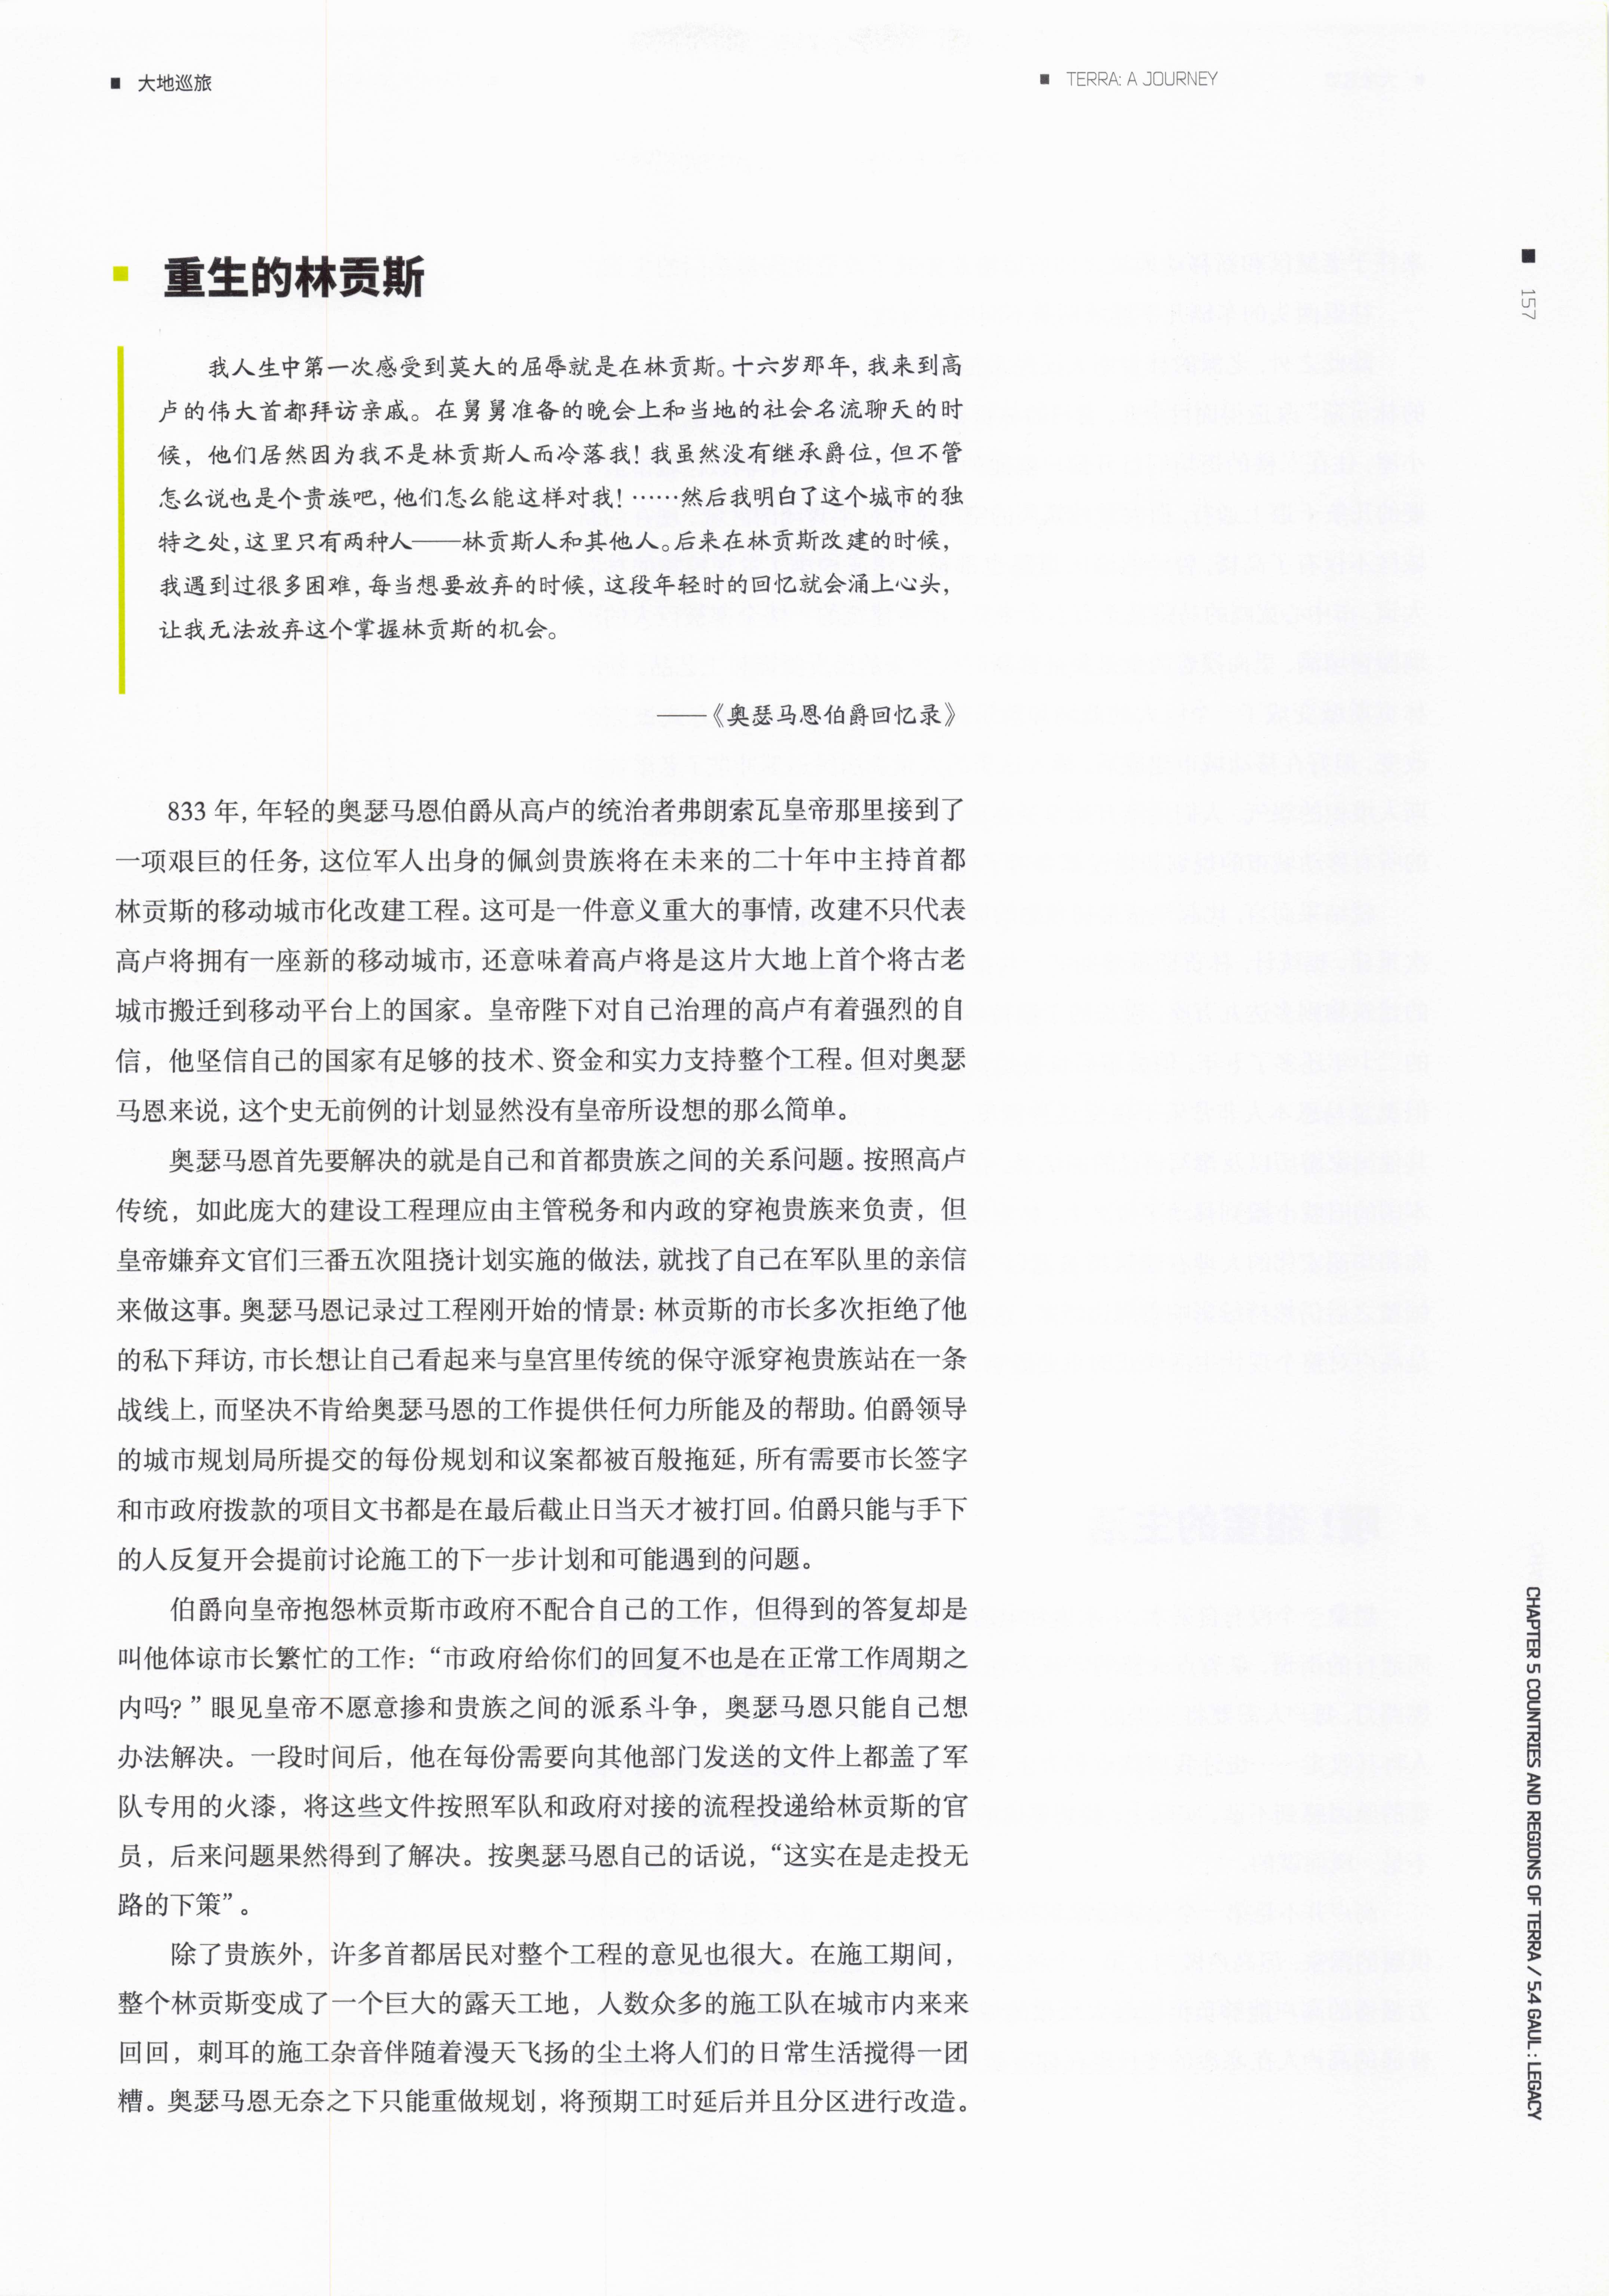 大地巡旅
TERRA: A JOURNEY
157
重生的林贡斯
我人生中第一次感受到莫大的屈辱就是在林贡斯。十六岁那年，我来到高
卢的伟大首都拜访亲戚。在舅舅准备的晚会上和当地的社会名流聊天的时
候，他们居然因为我不是林贡斯人而冷落我！我虽然没有继承爵位，但不管
怎么说也是个贵族吧，他们怎么能这样对我！……然后我明白了这个城市的独
特之处，这里只有两种人——林贡斯人和其他人。后来在林贡斯改建的时候，
我遇到过很多困难，每当想要放弃的时候，这段年轻时的回忆就会涌上心头，
让我无法放弃这个掌握林贡斯的机会。
——《奥瑟马恩伯爵回忆录》
833 年，年轻的奥瑟马恩伯爵从高卢的统治者弗朗索瓦皇帝那里接到了
一项艰巨的任务，这位军人出身的佩剑贵族将在未来的二十年中主持首都
林贡斯的移动城市化改建工程。这可是一件意义重大的事情，改建不只代表
高卢将拥有一座新的移动城市，还意味着高卢将是这片大地上首个将古老
城市搬迁到移动平台上的国家。皇帝陛下对自己治理的高卢有着强烈的自
信，他坚信自己的国家有足够的技术、资金和实力支持整个工程。但对奥瑟
马恩来说，这个史无前例的计划显然没有皇帝所设想的那么简单。
奥瑟马恩首先要解决的就是自己和首都贵族之间的关系问题。按照高卢
传统，如此庞大的建设工程理应由主管税务和内政的穿袍贵族来负责，但
皇帝嫌弃文官们三番五次阻挠计划实施的做法，就找了自己在军队里的亲信
来做这事。奥瑟马恩记录过工程刚开始的情景：林贡斯的市长多次拒绝了他
的私下拜访，市长想让自己看起来与皇宫里传统的保守派穿袍贵族站在一条
战线上，而坚决不肯给奥瑟马恩的工作提供任何力所能及的帮助。伯爵领导
的城市规划局所提交的每份规划和议案都被百般拖延，所有需要市长签字
和市政府拨款的项目文书都是在最后截止日当天才被打回。伯爵只能与手下
的人反复开会提前讨论施工的下一步计划和可能遇到的问题。
伯爵向皇帝抱怨林贡斯市政府不配合自己的工作，但得到的答复却是
叫他体谅市长繁忙的工作：“市政府给你们的回复不也是在正常工作周期之
内吗？”眼见皇帝不愿意掺和贵族之间的派系斗争，奥瑟马恩只能自己想
办法解决。一段时间后，他在每份需要向其他部门发送的文件上都盖了军
队专用的火漆，将这些文件按照军队和政府对接的流程投递给林贡斯的官
员，后来问题果然得到了解决。按奥瑟马恩自己的话说，“这实在是走投无
路的下策”。
除了贵族外，许多首都居民对整个工程的意见也很大。在施工期间，
整个林贡斯变成了一个巨大的露天工地，人数众多的施工队在城市内来来
回回，刺耳的施工杂音伴随着漫天飞扬的尘土将人们的日常生活搅得一团
糟。奥瑟马恩无奈之下只能重做规划，将预期工时延后并且分区进行改造。
CHAPTER 5 COUNTRIES AND REGIONS OF TERRA / 5.4 GAUL : LEGACY